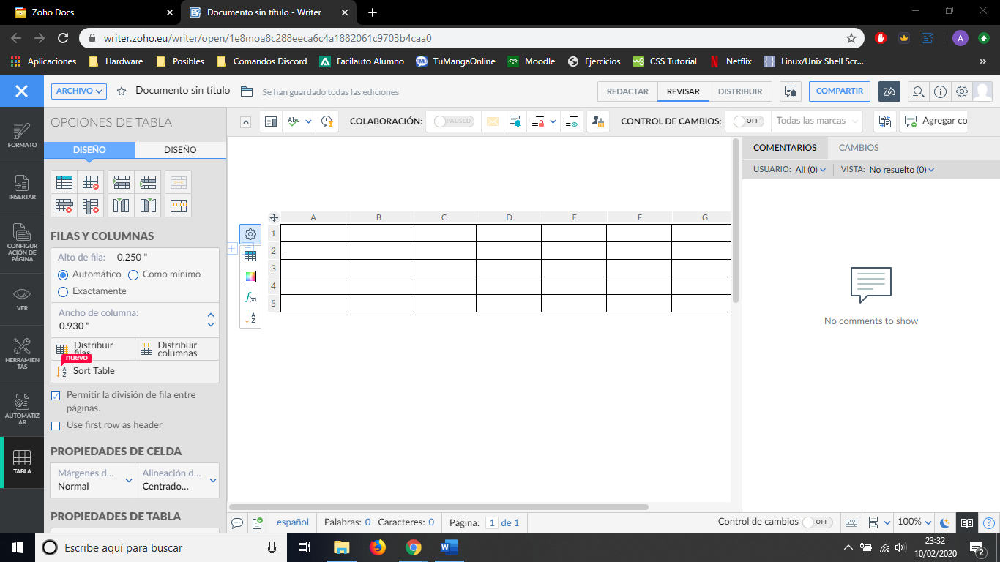 Zoho Docs
Documento sin título - Writer
writer.zoho.eu/writer/open/1e8moa8c288eeca6c4a1882061c9703b4caa0
A
Aplicaciones
Hardware
Posibles
Comandos Discord
Facilauto Alumno
TuMangaOnline
Moodle
Ejercicios
CSS Tutorial
Netflix
Linux/Unix Shell Scr...
»
ARCHIVO
Documento sin título
Se han guardado todas las ediciones
REDACTAR
REVISAR
DISTRIBUIR
COMPARTIR
FORMATO
INSERTAR
CONFIGUR
ACIÓN DE
PÁGINA
VER
HERRAMIEN
TAS
AUTOMATIZ
AR
TABLA
OPCIONES DE TABLA
DISEÑO
DISEÑO
FILAS Y COLUMNAS
Alto de fila: 0.250 "
Automático
Como mínimo
Exactamente
Ancho de columna:
0.930 "
Distribuir
filas
Distribuir
columnas
nuevo
Sort Table
Permitir la división de fila entre
páginas.
Use first row as header
PROPIEDADES DE CELDA
Márgenes d...
Normal
Alineación d...
Centrado...
PROPIEDADES DE TABLA
Abc
COLABORACIÓN:
PAUSED
CONTROL DE CAMBIOS:
OFF
Todas las marcas
Agregar co
A B C D E F G
1
2
3
4
5
f(x)
A
Z
COMENTARIOS
CAMBIOS
USUARIO: All (0)
VISTA: No resuelto (0)
No comments to show
español
Palabras: 0 Caracteres: 0
Página: 1 de 1
Control de cambios OFF
100%
Escribe aquí para buscar
23:32
10/02/2020
2